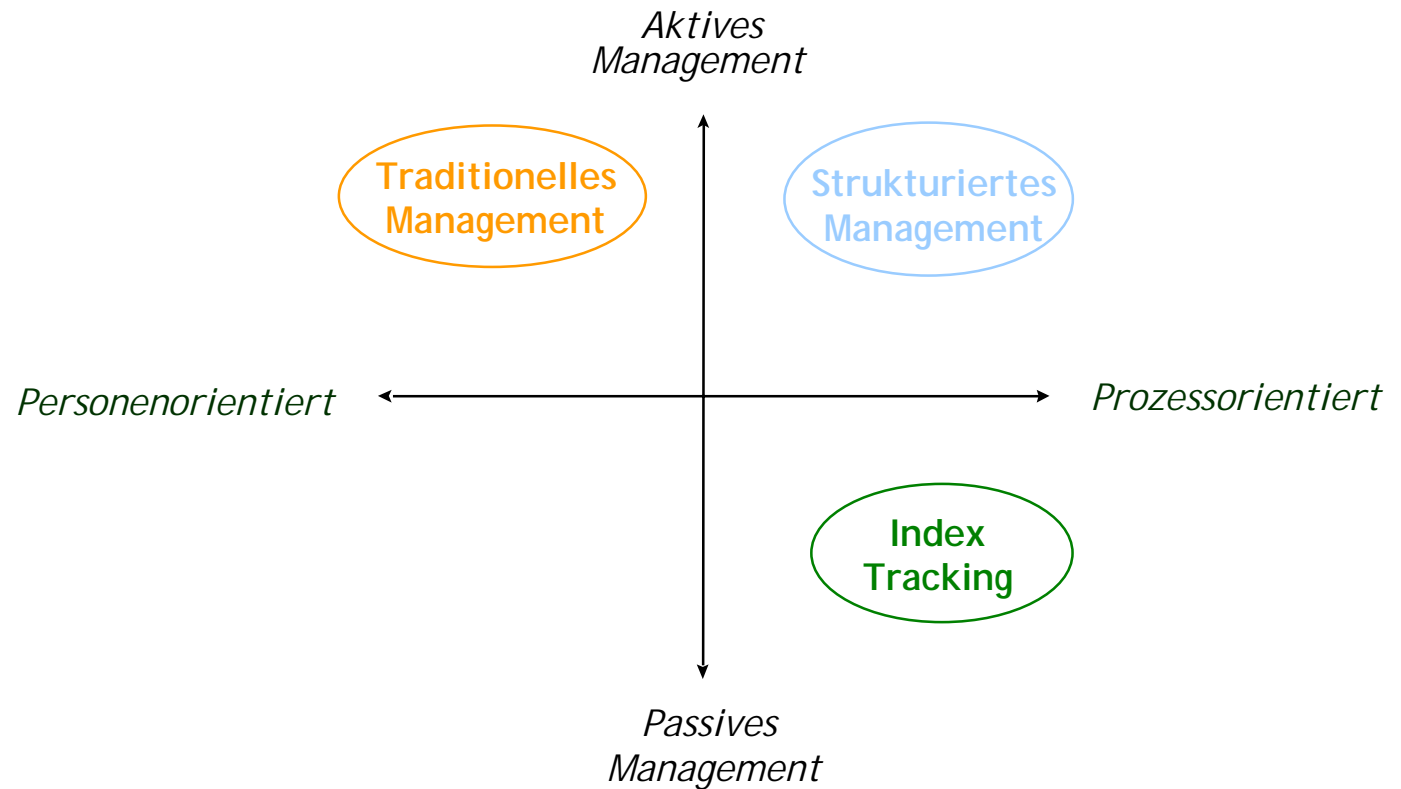 Aktives
Management
Traditionelles
Management
Strukturiertes
Management
Personenorientiert
Prozessorientiert
Index
Tracking
Passives
Management